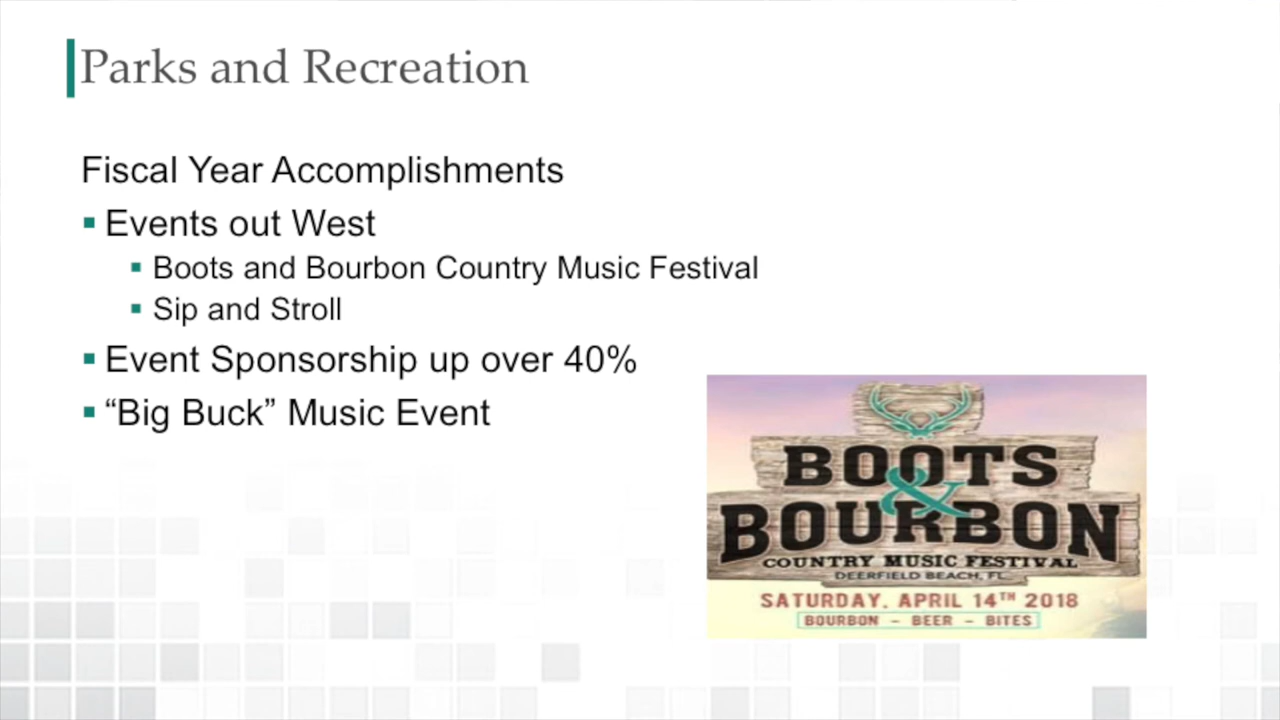 Parks and Recreation
Fiscal Year Accomplishments
Events out West
Boots and Bourbon Country Music Festival
Sip and Stroll
Event Sponsorship up over 40%
“Big Buck” Music Event
BOOTS
&
BOURBON
COUNTRY MUSIC FESTIVAL
DEERFIELD BEACH, FL
SATURDAY, APRIL 14TH 2018
BOURBON - BEER - BITES